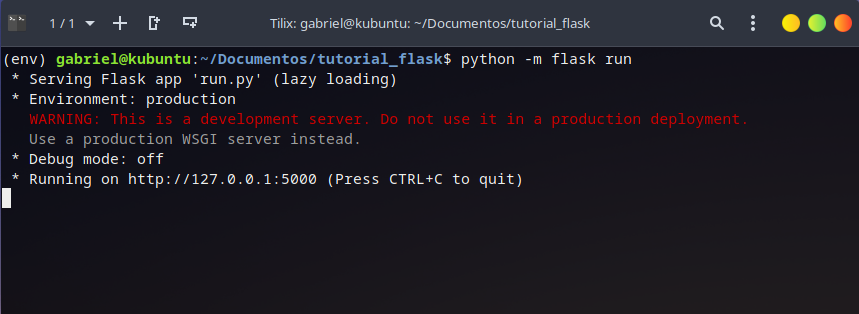 1 / 1
Tilix: gabriel@kubuntu: ~/Documentos/tutorial_flask
(env) gabriel@kubuntu:~/Documentos/tutorial_flask$ python -m flask run
 * Serving Flask app 'run.py' (lazy loading)
 * Environment: production
   WARNING: This is a development server. Do not use it in a production deployment.
   Use a production WSGI server instead.
 * Debug mode: off
 * Running on http://127.0.0.1:5000 (Press CTRL+C to quit)